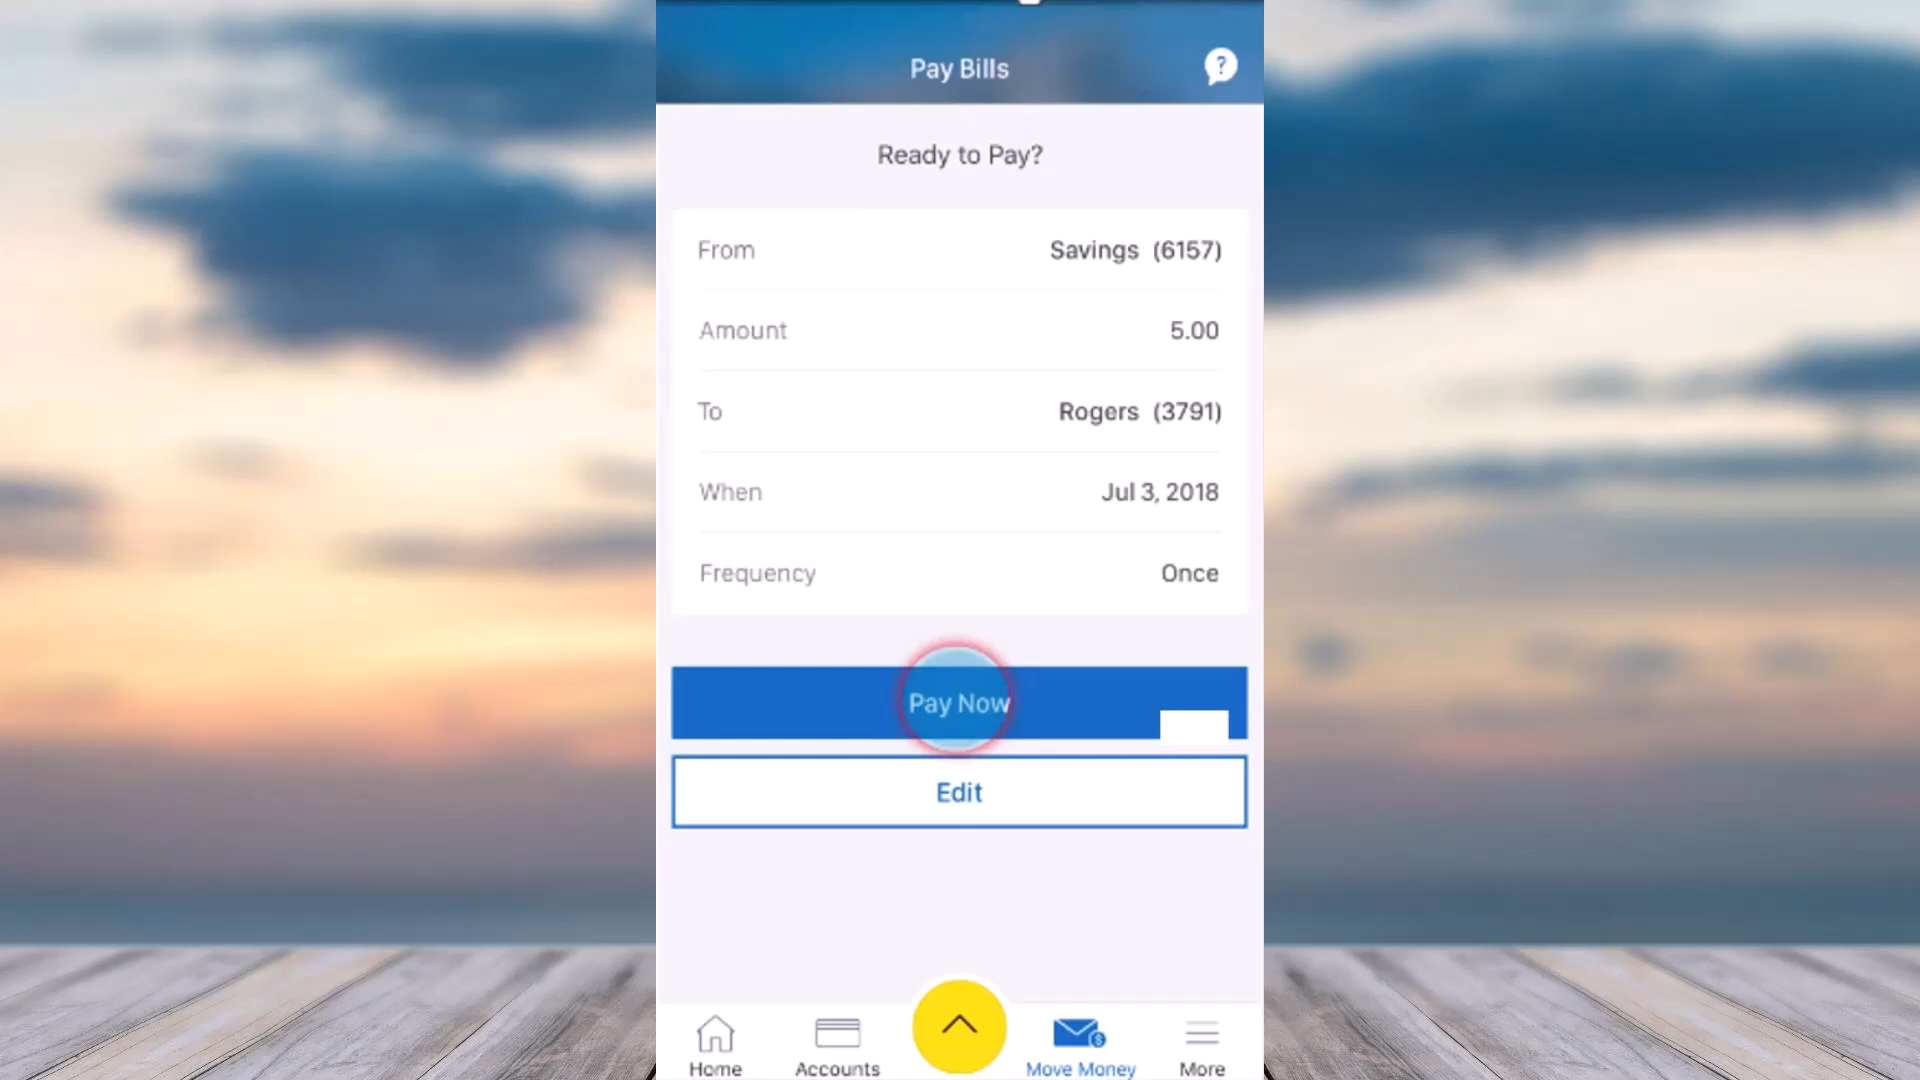 Pay Bills
?
Ready to Pay?
From Savings (6157)
Amount 5.00
To Rogers (3791)
When Jul 3, 2018
Frequency Once
Pay Now
Edit
$
Home Accounts Move Money More